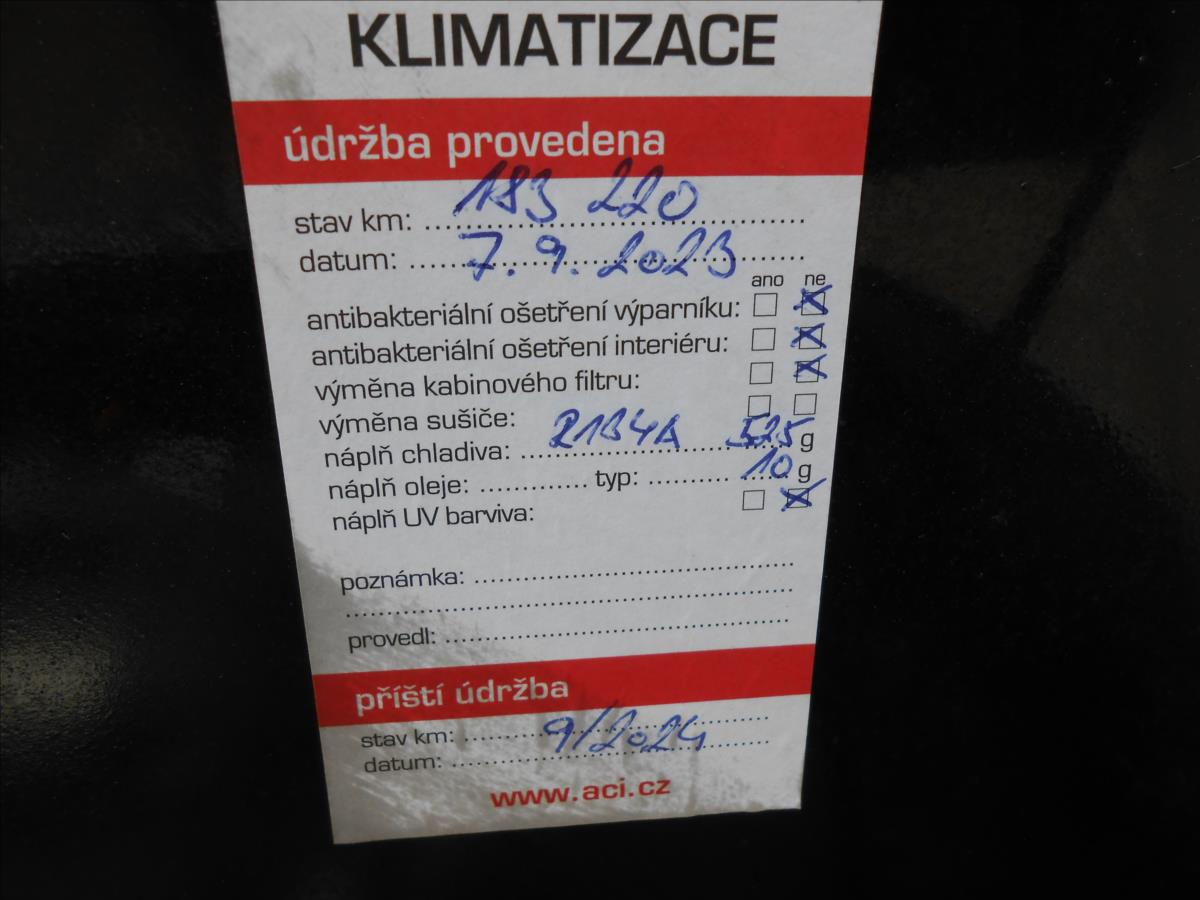 KLIMATIZACE
údržba provedena
stav km: 183 220
datum: 7. 9. 2023
ano ne
antibakteriální ošetření výparníku:
antibakteriální ošetření interiéru:
výměna kabinového filtru:
výměna sušiče:
náplň chladiva: R134A 525 g
náplň oleje: typ: 10 g
náplň UV barviva:
poznámka:
provedl:
příští údržba
stav km:
datum: 9/2024
www.aci.cz